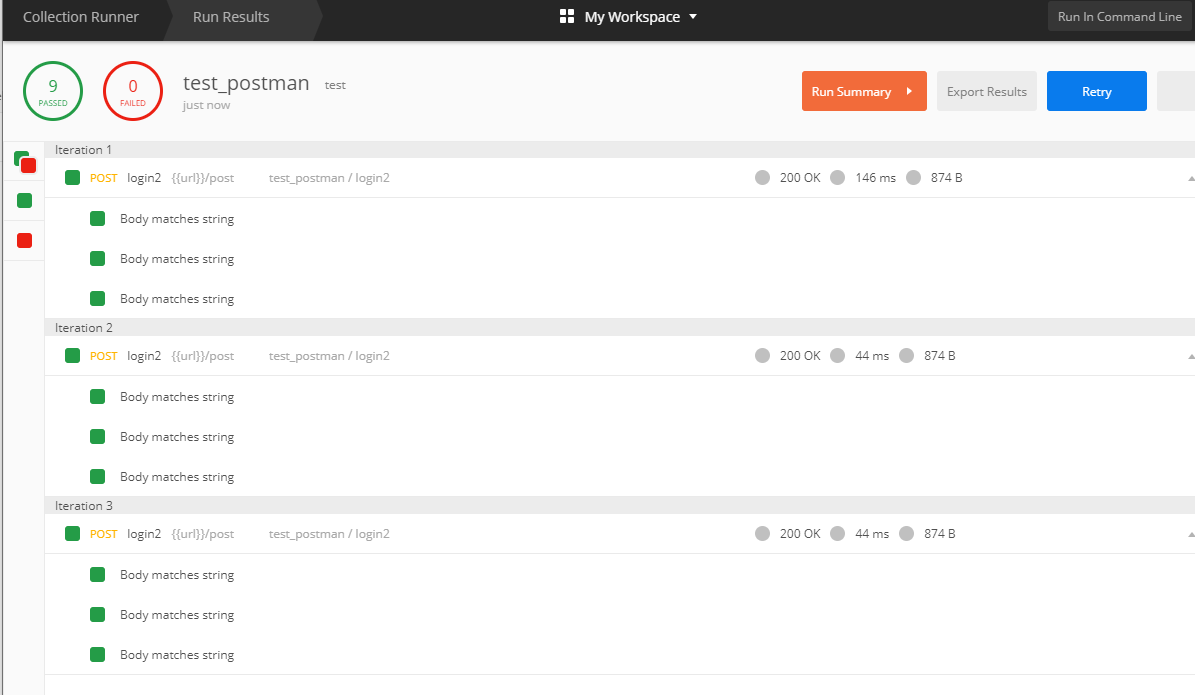 Collection Runner Run Results My Workspace Run In Command Line
9 PASSED 0 FAILED test_postman test
just now
Run Summary Export Results Retry
Iteration 1
POST login2 {{url}}/post test_postman / login2 200 OK 146 ms 874 B
Body matches string
Body matches string
Body matches string
Iteration 2
POST login2 {{url}}/post test_postman / login2 200 OK 44 ms 874 B
Body matches string
Body matches string
Body matches string
Iteration 3
POST login2 {{url}}/post test_postman / login2 200 OK 44 ms 874 B
Body matches string
Body matches string
Body matches string